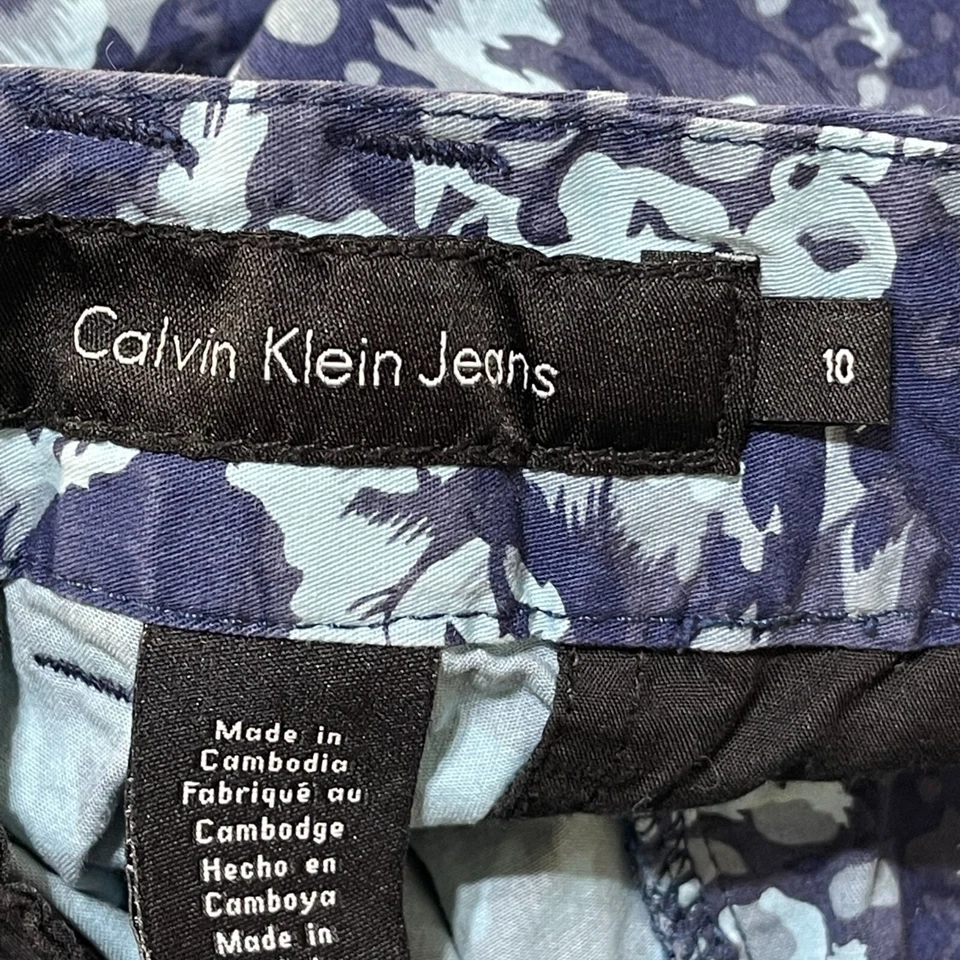 Calvin Klein Jeans
10
Made in
Cambodia
Fabriqué au
Cambodge
Hecho en
Camboya
Made in